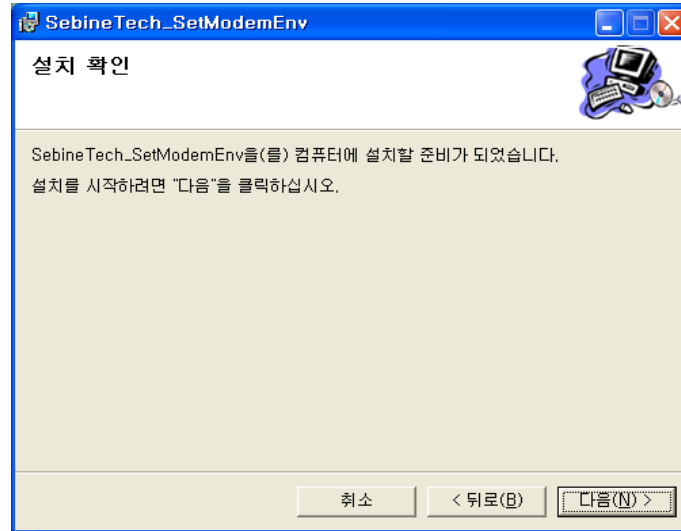 SebineTech_SetModemEnv
설치 확인
SebineTech_SetModemEnv을(를) 컴퓨터에 설치할 준비가 되었습니다.
설치를 시작하려면 "다음"을 클릭하십시오.
취소
< 뒤로(B)
다음(N) >